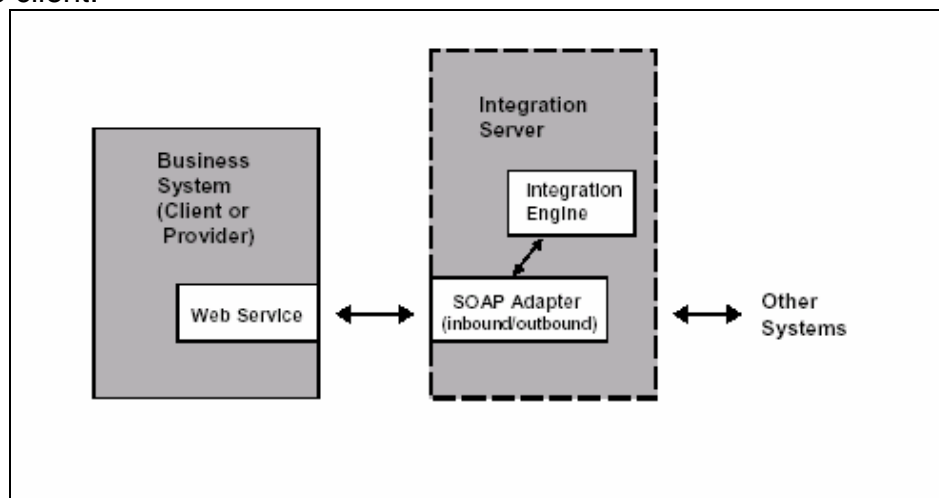 Business
System
(Client or
Provider)
Web Service
Integration
Server
Integration
Engine
SOAP Adapter
(inbound/outbound)
Other
Systems